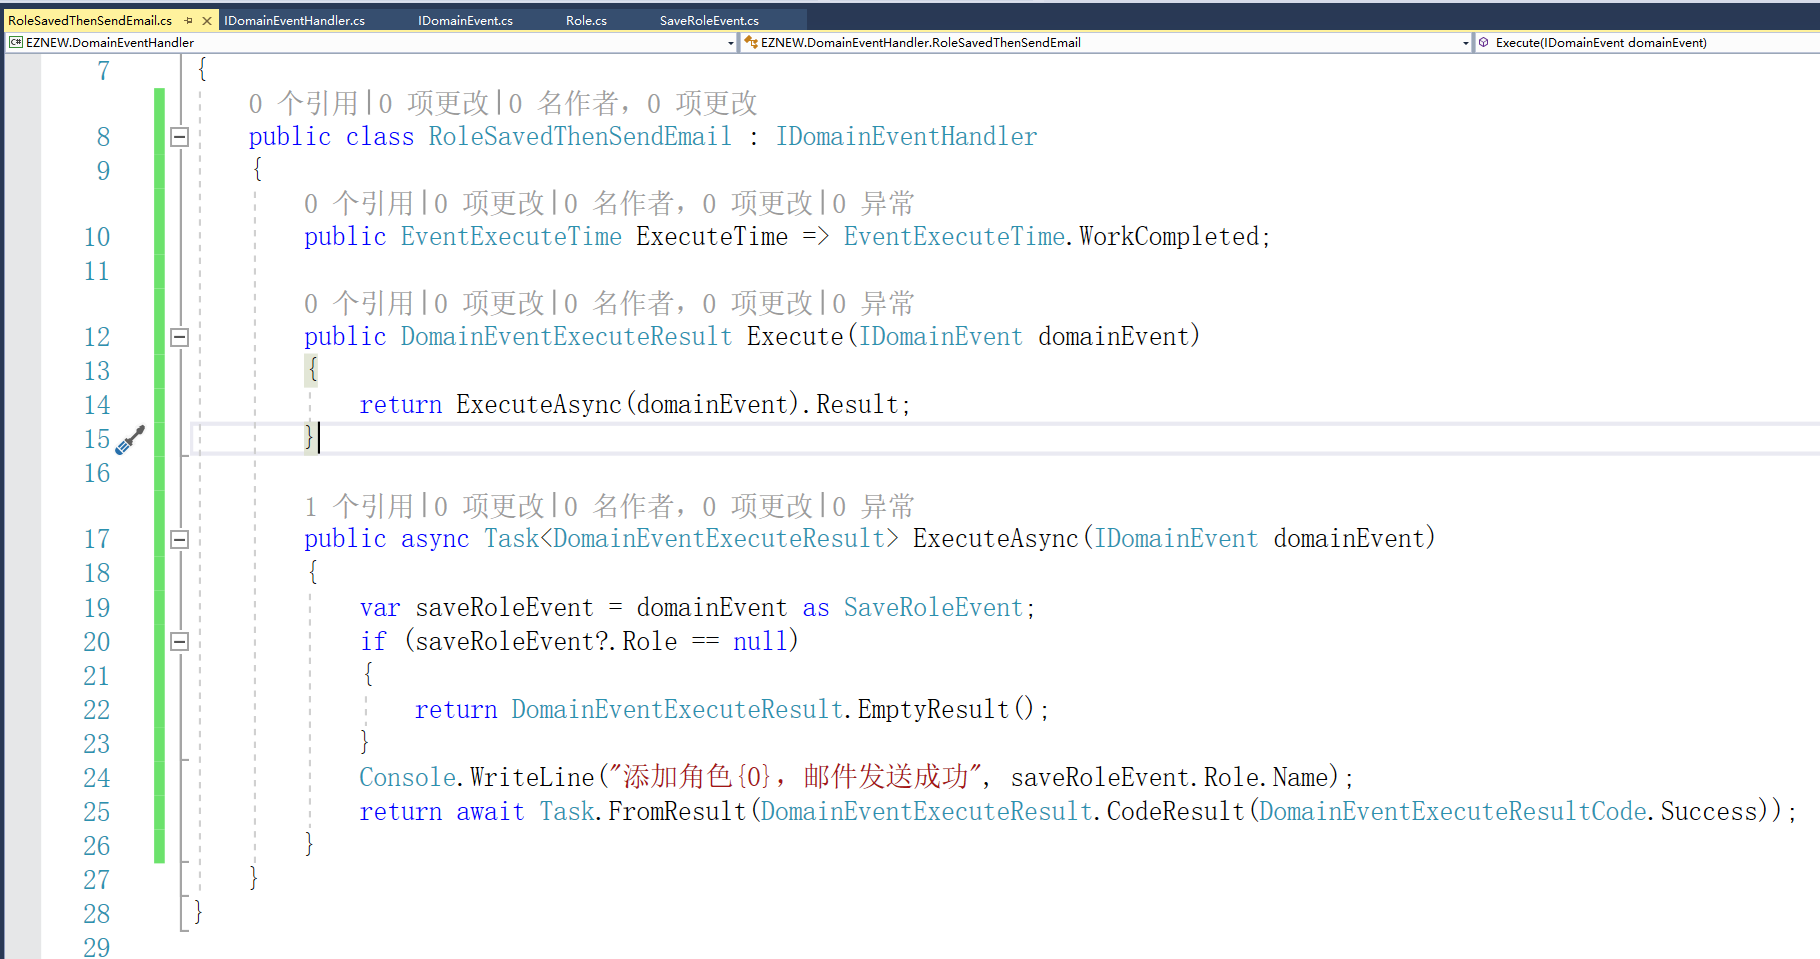 RoleSavedThenSendEmail.cs IDomainEventHandler.cs IDomainEvent.cs Role.cs SaveRoleEvent.cs
C# EZNEW.DomainEventHandler EZNEW.DomainEventHandler.RoleSavedThenSendEmail Execute(IDomainEvent domainEvent)
7 {
0 个引用|0 项更改|0 名作者，0 项更改
8 public class RoleSavedThenSendEmail : IDomainEventHandler
9 {
0 个引用|0 项更改|0 名作者，0 项更改|0 异常
10 public EventExecuteTime ExecuteTime => EventExecuteTime.WorkCompleted;
11
0 个引用|0 项更改|0 名作者，0 项更改|0 异常
12 public DomainEventExecuteResult Execute(IDomainEvent domainEvent)
13 {
14 return ExecuteAsync(domainEvent).Result;
15 }
16
1 个引用|0 项更改|0 名作者，0 项更改|0 异常
17 public async Task<DomainEventExecuteResult> ExecuteAsync(IDomainEvent domainEvent)
18 {
19 var saveRoleEvent = domainEvent as SaveRoleEvent;
20 if (saveRoleEvent?.Role == null)
21 {
22 return DomainEventExecuteResult.EmptyResult();
23 }
24 Console.WriteLine("添加角色{0}，邮件发送成功", saveRoleEvent.Role.Name);
25 return await Task.FromResult(DomainEventExecuteResult.CodeResult(DomainEventExecuteResultCode.Success));
26 }
27 }
28 }
29